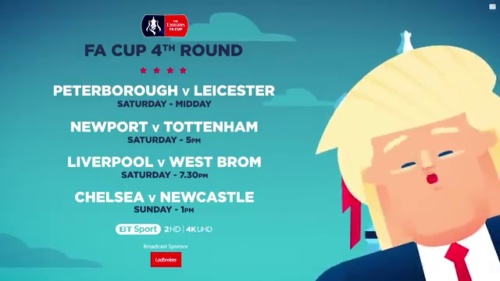 THE Emirates
FA CUP
FA CUP 4TH ROUND
PETERBOROUGH v LEICESTER
SATURDAY - MIDDAY
NEWPORT v TOTTENHAM
SATURDAY - 5PM
LIVERPOOL v WEST BROM
SATURDAY - 7.30PM
CHELSEA v NEWCASTLE
SUNDAY - 1PM
BT Sport 2HD | 4K UHD
Broadcast Sponsor
Ladbrokes